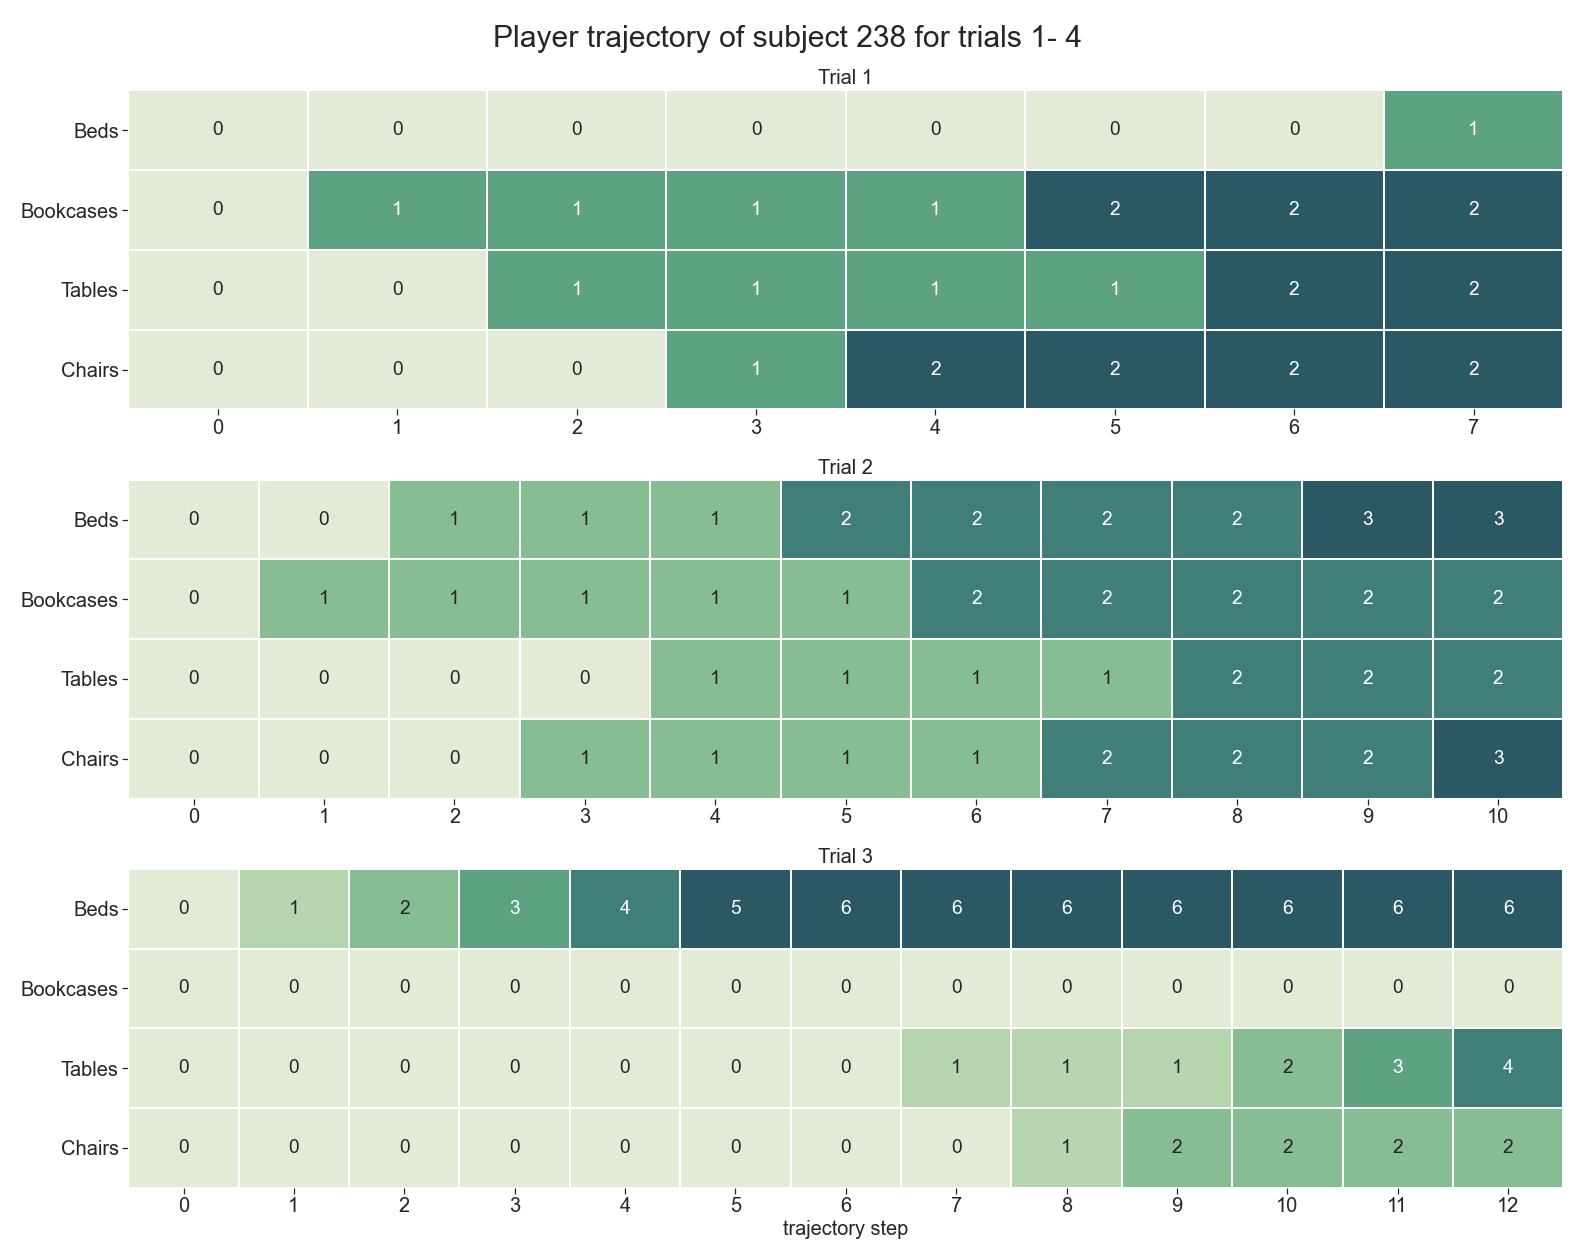 Player trajectory of subject 238 for trials 1- 4
Trial 1
Beds 0 0 0 0 0 0 0 1
Bookcases 0 1 1 1 1 2 2 2
Tables 0 0 1 1 1 1 2 2
Chairs 0 0 0 1 2 2 2 2
0 1 2 3 4 5 6 7
Trial 2
Beds 0 0 1 1 1 2 2 2 2 3 3
Bookcases 0 1 1 1 1 1 2 2 2 2 2
Tables 0 0 0 0 1 1 1 1 2 2 2
Chairs 0 0 0 1 1 1 1 2 2 2 3
0 1 2 3 4 5 6 7 8 9 10
Trial 3
Beds 0 1 2 3 4 5 6 6 6 6 6 6 6
Bookcases 0 0 0 0 0 0 0 0 0 0 0 0 0
Tables 0 0 0 0 0 0 0 1 1 1 2 3 4
Chairs 0 0 0 0 0 0 0 0 1 2 2 2 2
0 1 2 3 4 5 6 7 8 9 10 11 12
trajectory step